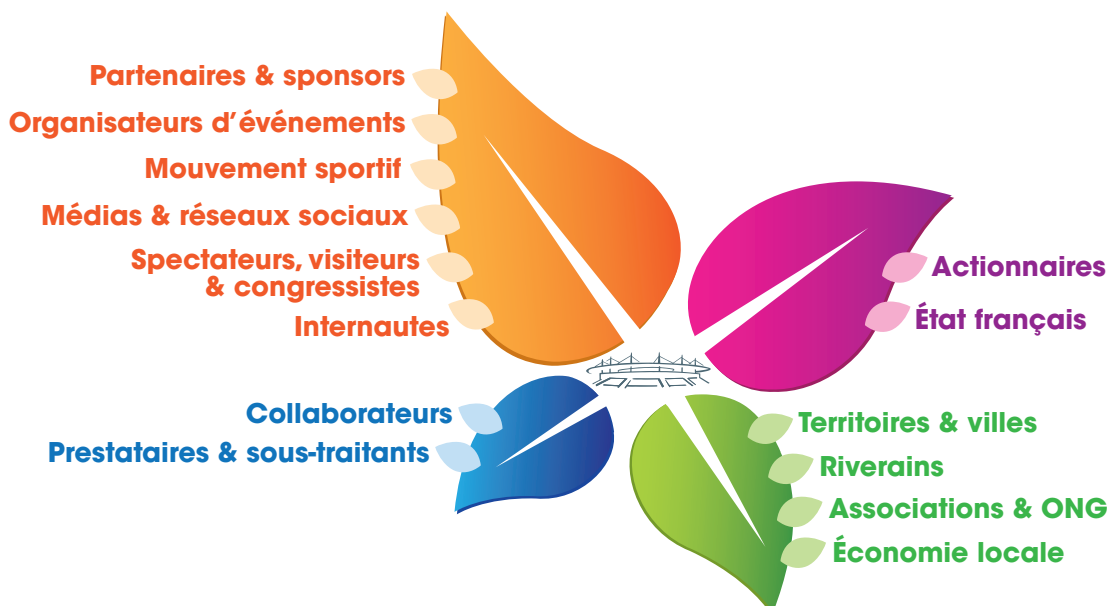 Partenaires & sponsors
Organisateurs d'événements
Mouvement sportif
Médias & réseaux sociaux
Spectateurs, visiteurs
& congressistes
Internautes
Actionnaires
État français
Collaborateurs
Prestataires & sous-traitants
Territoires & villes
Riverains
Associations & ONG
Économie locale